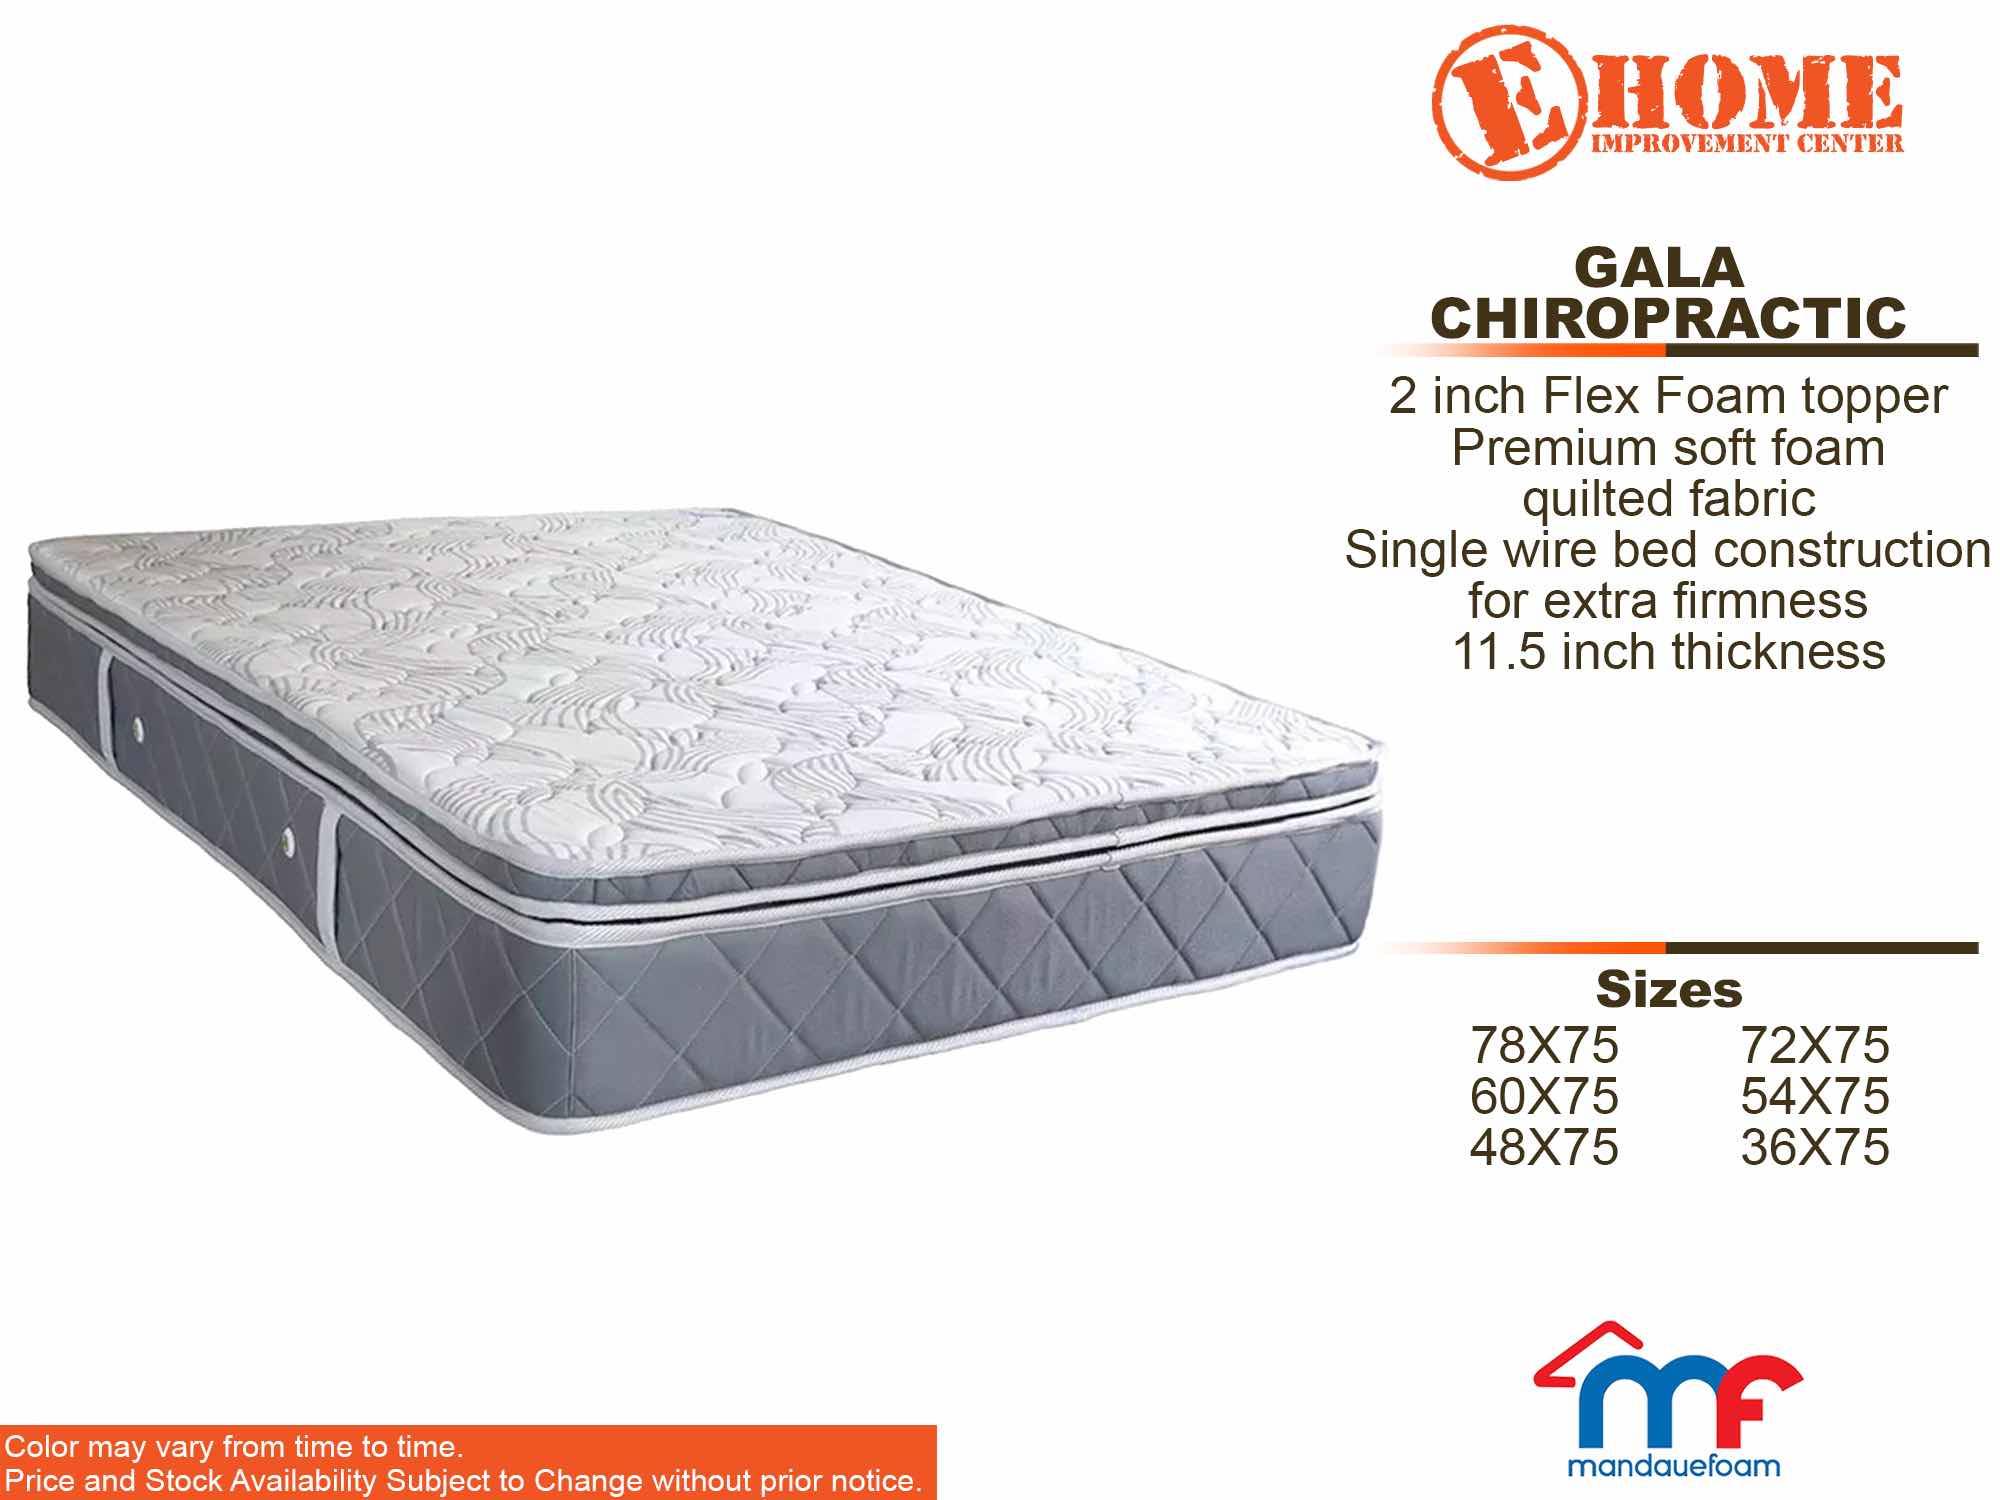 E HOME
IMPROVEMENT CENTER
GALA
CHIROPRACTIC
2 inch Flex Foam topper
Premium soft foam
quilted fabric
Single wire bed construction
for extra firmness
11.5 inch thickness
Sizes
78X75 72X75
60X75 54X75
48X75 36X75
mf
mandauefoam
Color may vary from time to time.
Price and Stock Availability Subject to Change without prior notice.